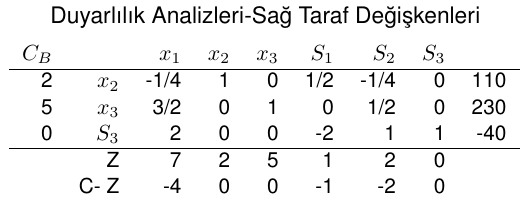 Duyarlılık Analizleri-Sağ Taraf Değişkenleri
C_B x_1 x_2 x_3 S_1 S_2 S_3
2 x_2 -1/4 1 0 1/2 -1/4 0 110
5 x_3 3/2 0 1 0 1/2 0 230
0 S_3 2 0 0 -2 1 1 -40
Z 7 2 5 1 2 0
C- Z -4 0 0 -1 -2 0